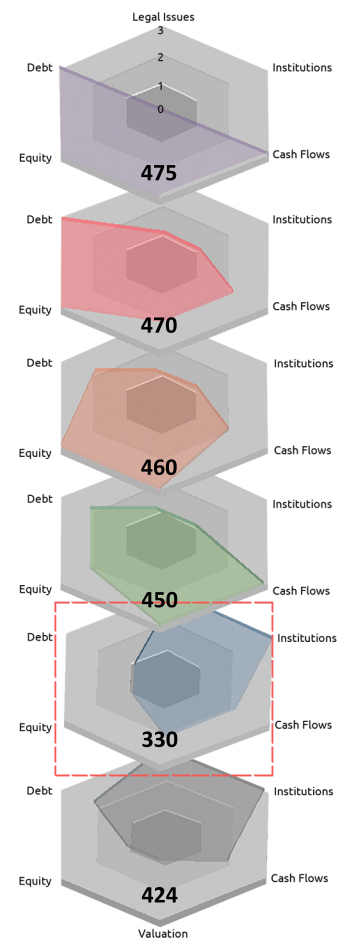 Legal Issues
3
2
1
0
Debt
Institutions
Equity
Cash Flows
475
Debt
Institutions
Equity
Cash Flows
470
Debt
Institutions
Equity
Cash Flows
460
Debt
Institutions
Equity
Cash Flows
450
Debt
Institutions
Equity
Cash Flows
330
Debt
Institutions
Equity
Cash Flows
424
Valuation